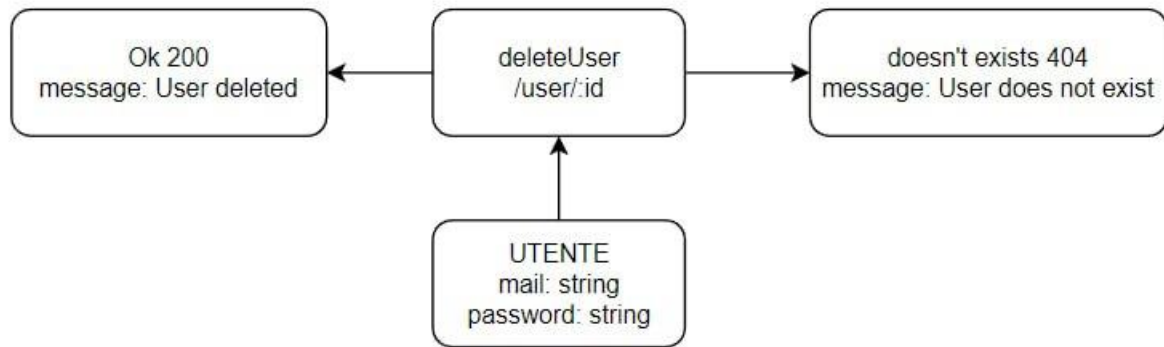 Ok 200
message: User deleted
deleteUser
/user/:id
doesn't exists 404
message: User does not exist
UTENTE
mail: string
password: string